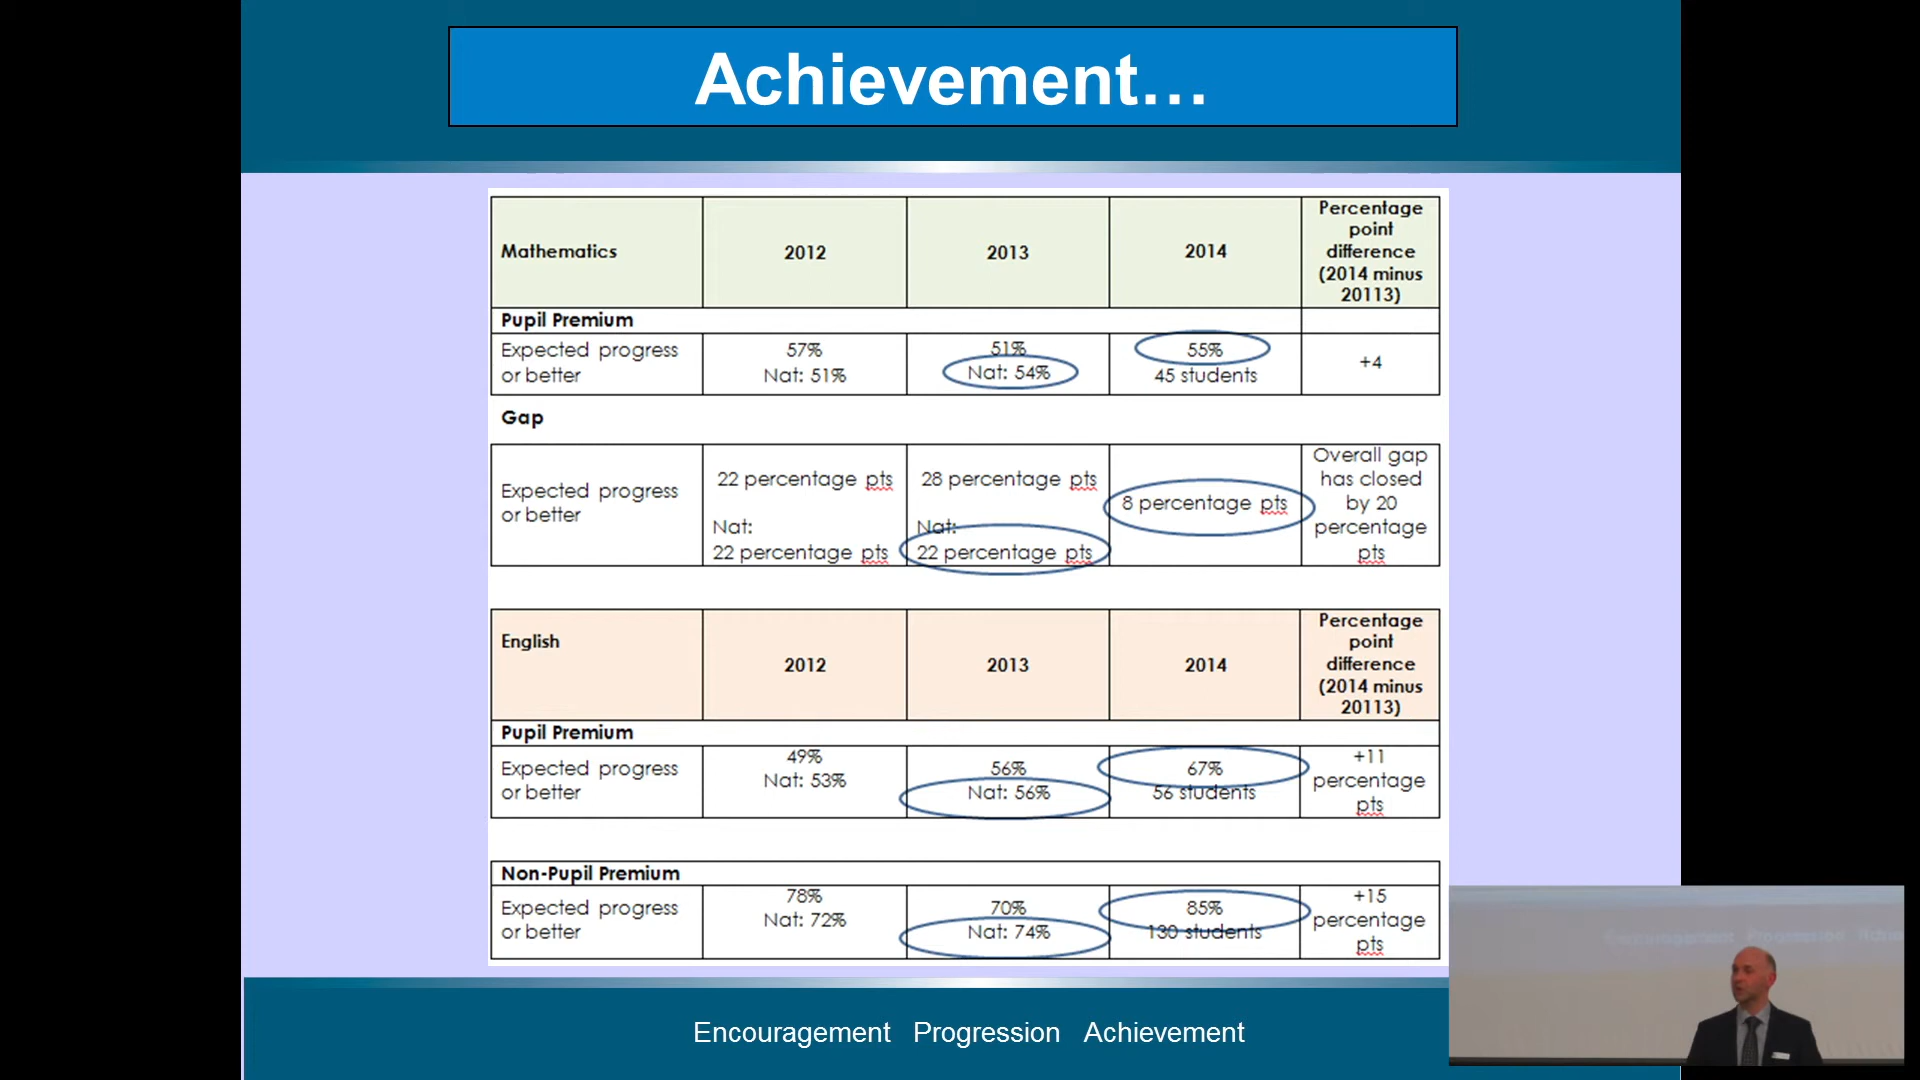 Achievement...
Mathematics
2012
2013
2014
Percentage
point
difference
(2014 minus
20113)
Pupil Premium
Expected progress
or better
57%
Nat: 51%
51%
Nat: 54%
55%
45 students
+4
Gap
Expected progress
or better
22 percentage pts
Nat:
22 percentage pts
28 percentage pts
Nat:
22 percentage pts
8 percentage pts
Overall gap
has closed
by 20
percentage
pts
English
2012
2013
2014
Percentage
point
difference
(2014 minus
20113)
Pupil Premium
Expected progress
or better
49%
Nat: 53%
56%
Nat: 56%
67%
56 students
+11
percentage
pts
Non-Pupil Premium
Expected progress
or better
78%
Nat: 72%
70%
Nat: 74%
85%
130 students
+15
percentage
pts
Encouragement Progression Achievement